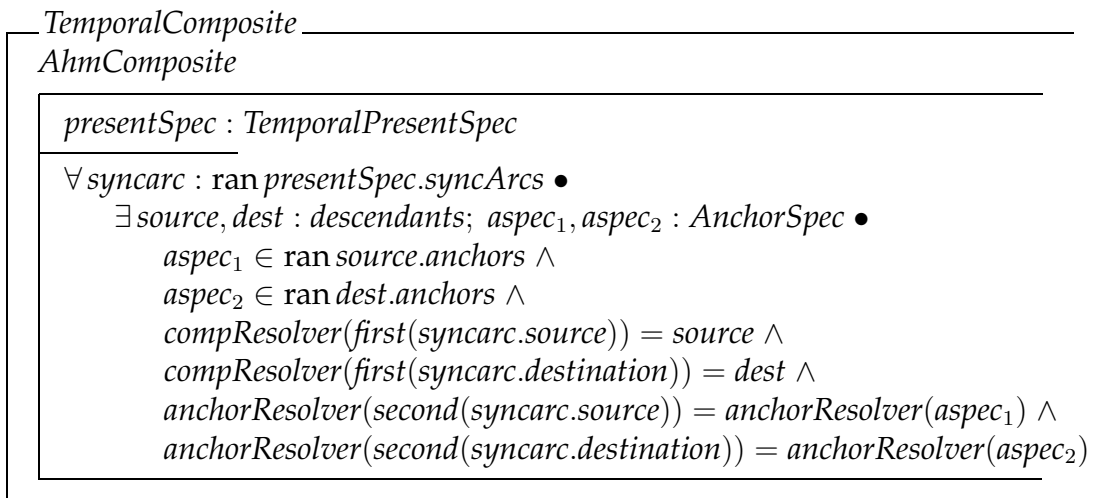 TemporalComposite
AhmComposite
presentSpec : TemporalPresentSpec
∀ syncarc : ran presentSpec.syncArcs •
∃ source, dest : descendants; aspec₁, aspec₂ : AnchorSpec •
aspec₁ ∈ ran source.anchors ∧
aspec₂ ∈ ran dest.anchors ∧
compResolver(first(syncarc.source)) = source ∧
compResolver(first(syncarc.destination)) = dest ∧
anchorResolver(second(syncarc.source)) = anchorResolver(aspec₁) ∧
anchorResolver(second(syncarc.destination)) = anchorResolver(aspec₂)